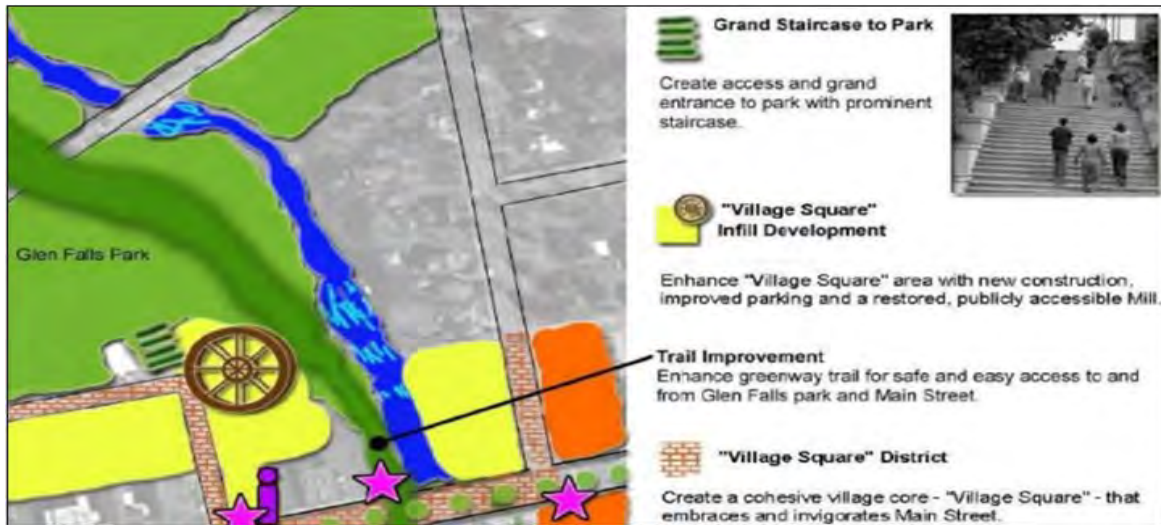 Grand Staircase to Park
Create access and grand
entrance to park with prominent
staircase.
"Village Square"
Infill Development
Glen Falls Park
Enhance "Village Square" area with new construction,
improved parking and a restored, publicly accessible Mill.
Trail Improvement
Enhance greenway trail for safe and easy access to and
from Glen Falls park and Main Street.
"Village Square" District
Create a cohesive village core - "Village Square" - that
embraces and invigorates Main Street.